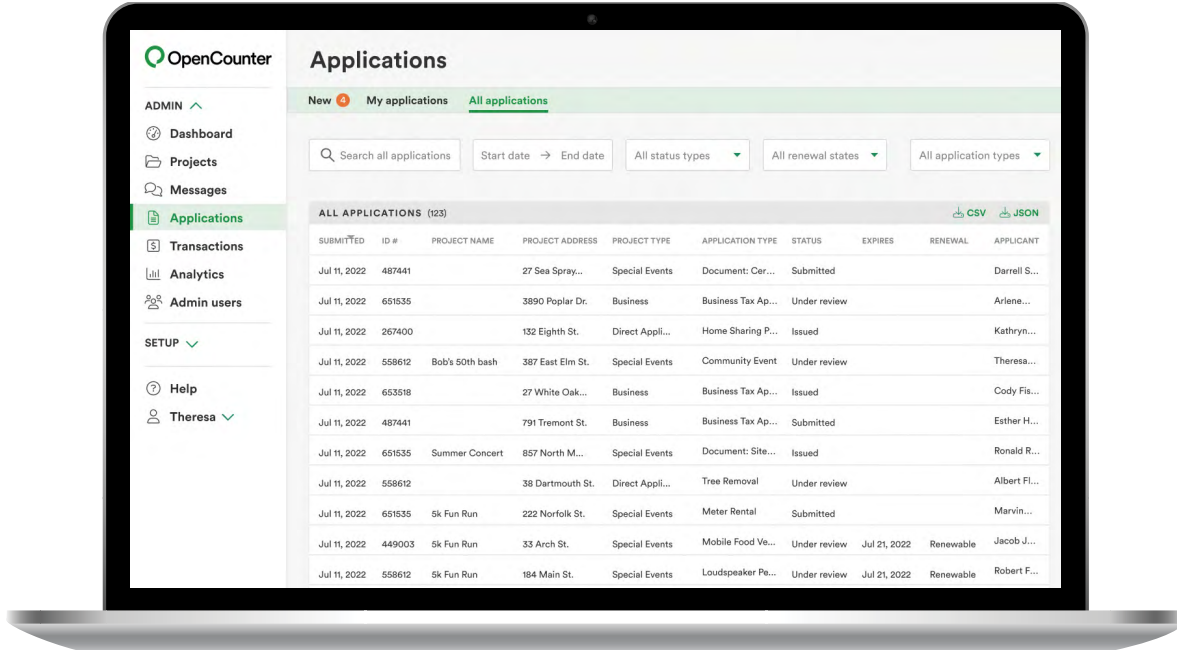 OpenCounter
ADMIN
Dashboard
Projects
Messages
Applications
Transactions
Analytics
Admin users
SETUP
Help
Theresa
Applications
New 4 My applications All applications
Search all applications Start date → End date All status types All renewal states All application types
ALL APPLICATIONS (123) CSV JSON
SUBMITTED ID # PROJECT NAME PROJECT ADDRESS PROJECT TYPE APPLICATION TYPE STATUS EXPIRES RENEWAL APPLICANT
Jul 11, 2022 487441 27 Sea Spray... Special Events Document: Cer... Submitted Darrell S...
Jul 11, 2022 651535 3890 Poplar Dr. Business Business Tax Ap... Under review Arlene...
Jul 11, 2022 267400 132 Eighth St. Direct Appli... Home Sharing P... Issued Kathryn...
Jul 11, 2022 558612 Bob's 50th bash 387 East Elm St. Special Events Community Event Under review Theresa...
Jul 11, 2022 653518 27 White Oak... Business Business Tax Ap... Issued Cody Fis...
Jul 11, 2022 487441 791 Tremont St. Business Business Tax Ap... Submitted Esther H...
Jul 11, 2022 651535 Summer Concert 857 North M... Special Events Document: Site... Issued Ronald R...
Jul 11, 2022 558612 38 Dartmouth St. Direct Appli... Tree Removal Under review Albert Fl...
Jul 11, 2022 651535 5k Fun Run 222 Norfolk St. Special Events Meter Rental Submitted Marvin...
Jul 11, 2022 449003 5k Fun Run 33 Arch St. Special Events Mobile Food Ve... Under review Jul 21, 2022 Renewable Jacob J...
Jul 11, 2022 558612 5k Fun Run 184 Main St. Special Events Loudspeaker Pe... Under review Jul 21, 2022 Renewable Robert F...